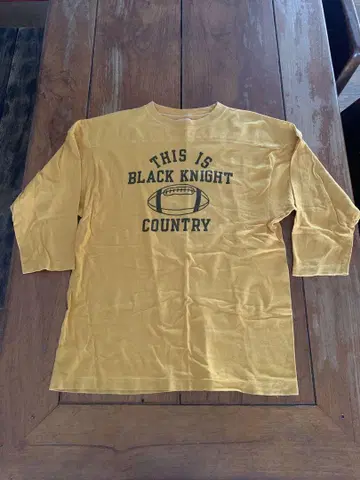 THIS IS
BLACK KNIGHT
COUNTRY